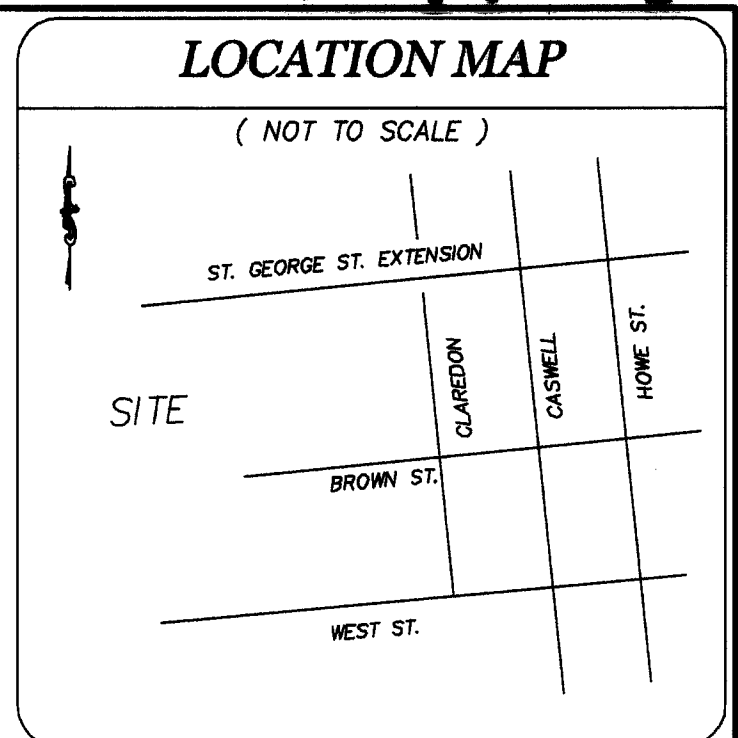 LOCATION MAP
( NOT TO SCALE )
ST. GEORGE ST. EXTENSION
CLAREDON
CASWELL
HOWE ST.
SITE
BROWN ST.
WEST ST.